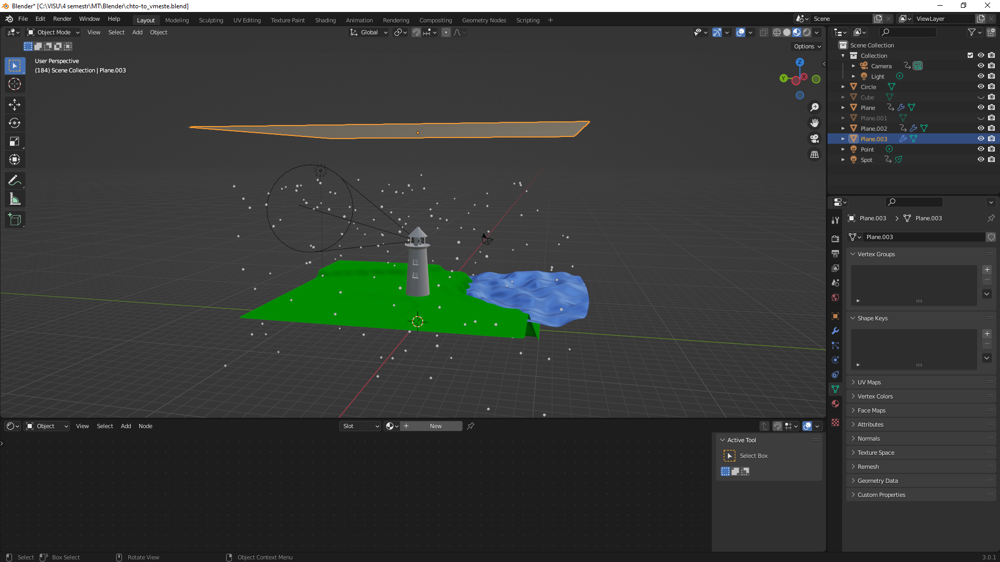 Blender* [C:\VISU\4 semestr\MT\Blender\chto-to_vmeste.blend]
File Edit Render Window Help Layout Modeling Sculpting UV Editing Texture Paint Shading Animation Rendering Compositing Geometry Nodes Scripting + Scene ViewLayer
Object Mode View Select Add Object Global
Options
User Perspective
(184) Scene Collection | Plane.003
Z
Y X
Scene Collection
Collection
Camera
Light
Circle
Cube
Plane
Plane.001
Plane.002
Plane.003
Point
Spot
Plane.003 > Plane.003
Plane.003
Vertex Groups
Shape Keys
UV Maps
Vertex Colors
Face Maps
Attributes
Normals
Texture Space
Remesh
Geometry Data
Custom Properties
Object View Select Add Node Slot New
Active Tool
Select Box
Select Box Select Rotate View Object Context Menu 3.0.1